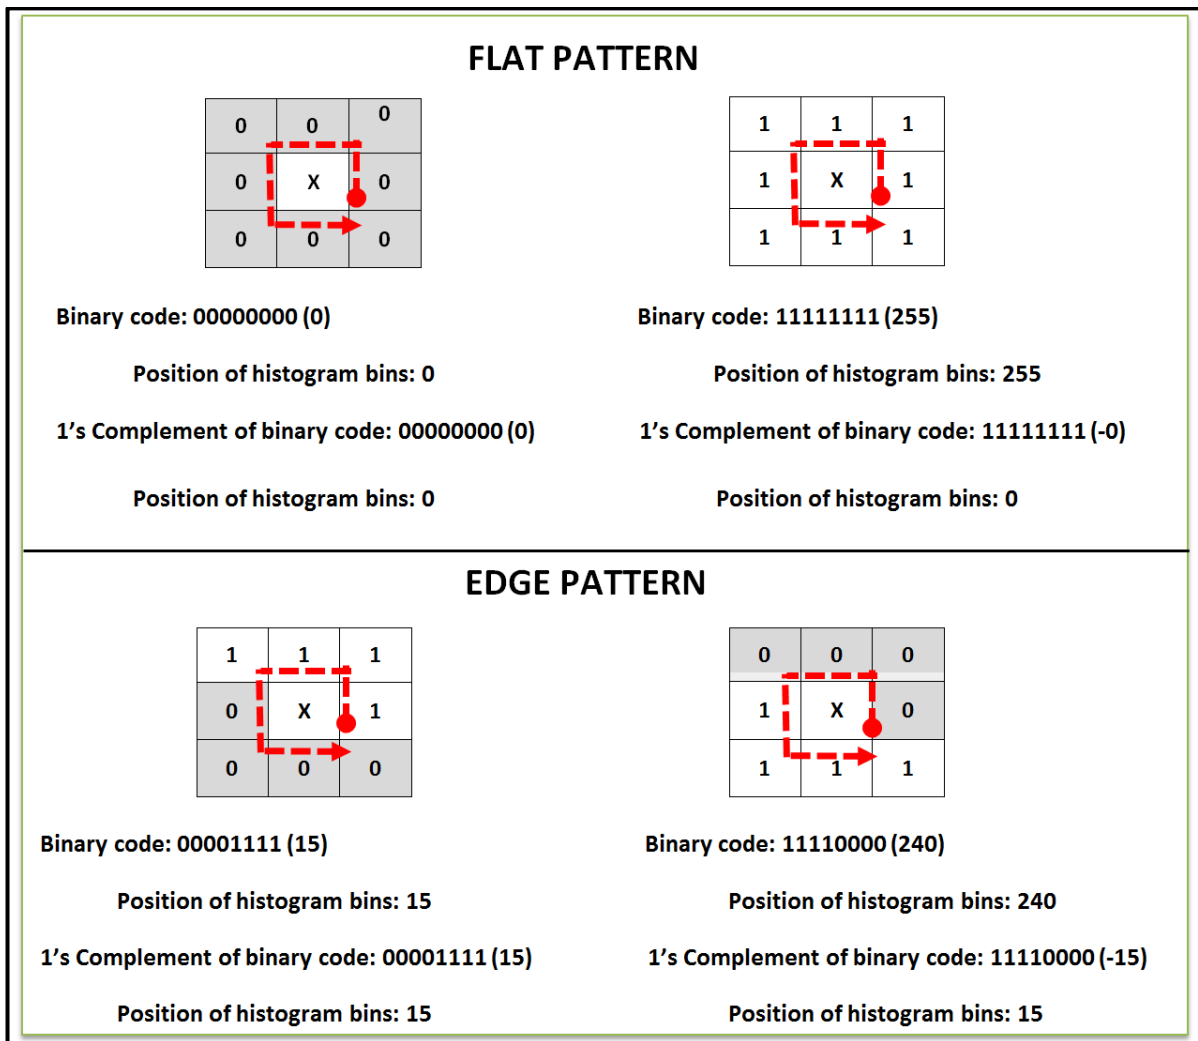 FLAT PATTERN
0 0 0
0 X 0
0 0 0
1 1 1
1 X 1
1 1 1
Binary code: 00000000 (0)
Position of histogram bins: 0
1’s Complement of binary code: 00000000 (0)
Position of histogram bins: 0
Binary code: 11111111 (255)
Position of histogram bins: 255
1’s Complement of binary code: 11111111 (-0)
Position of histogram bins: 0
EDGE PATTERN
1 1 1
0 X 1
0 0 0
0 0 0
1 X 0
1 1 1
Binary code: 00001111 (15)
Position of histogram bins: 15
1’s Complement of binary code: 00001111 (15)
Position of histogram bins: 15
Binary code: 11110000 (240)
Position of histogram bins: 240
1’s Complement of binary code: 11110000 (-15)
Position of histogram bins: 15